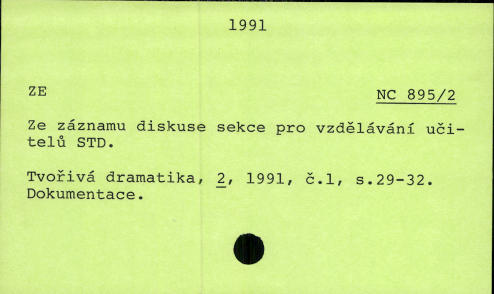 1991
ZE
NC 895/2
Ze záznamu diskuse sekce pro vzdělávání uči-
telů STD.
Tvořivá dramatika, 2, 1991, č.1, s.29-32.
Dokumentace.